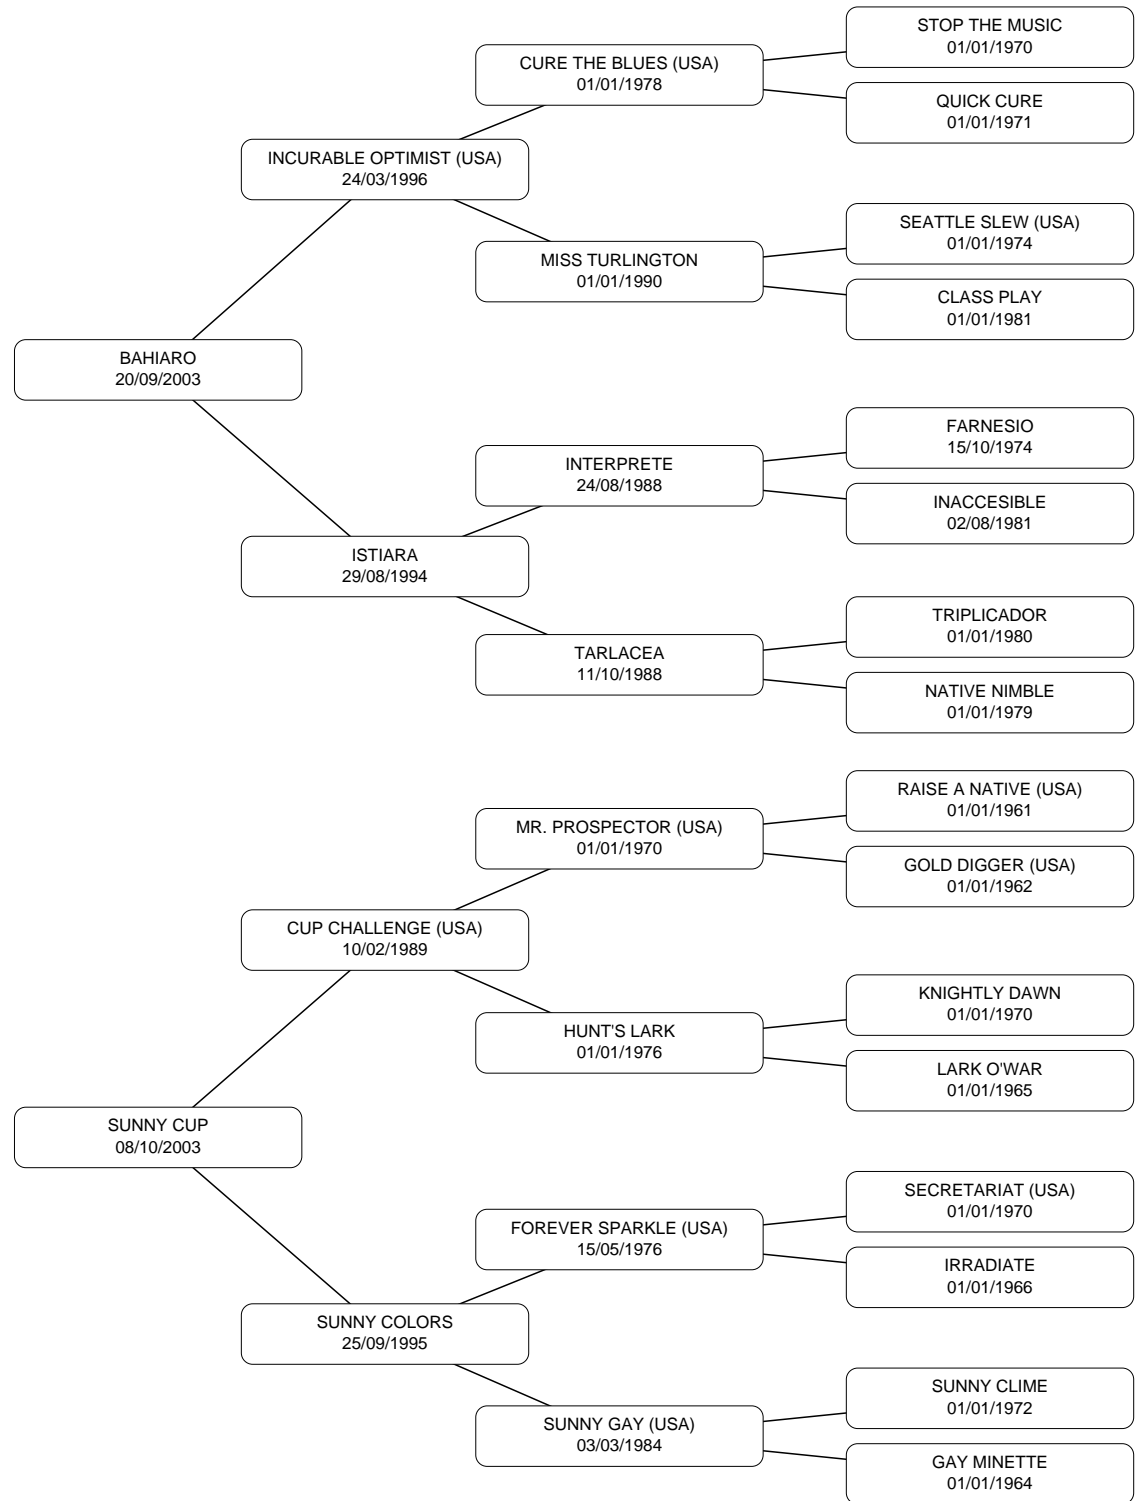 STOP THE MUSIC
01/01/1970
CURE THE BLUES (USA)
01/01/1978
QUICK CURE
01/01/1971
INCURABLE OPTIMIST (USA)
24/03/1996
SEATTLE SLEW (USA)
01/01/1974
MISS TURLINGTON
01/01/1990
CLASS PLAY
01/01/1981
BAHIARO
20/09/2003
FARNESIO
15/10/1974
INTERPRETE
24/08/1988
INACCESIBLE
02/08/1981
ISTIARA
29/08/1994
TRIPLICADOR
01/01/1980
TARLACEA
11/10/1988
NATIVE NIMBLE
01/01/1979
RAISE A NATIVE (USA)
01/01/1961
MR. PROSPECTOR (USA)
01/01/1970
GOLD DIGGER (USA)
01/01/1962
CUP CHALLENGE (USA)
10/02/1989
KNIGHTLY DAWN
01/01/1970
HUNT'S LARK
01/01/1976
LARK O'WAR
01/01/1965
SUNNY CUP
08/10/2003
SECRETARIAT (USA)
01/01/1970
FOREVER SPARKLE (USA)
15/05/1976
IRRADIATE
01/01/1966
SUNNY COLORS
25/09/1995
SUNNY CLIME
01/01/1972
SUNNY GAY (USA)
03/03/1984
GAY MINETTE
01/01/1964